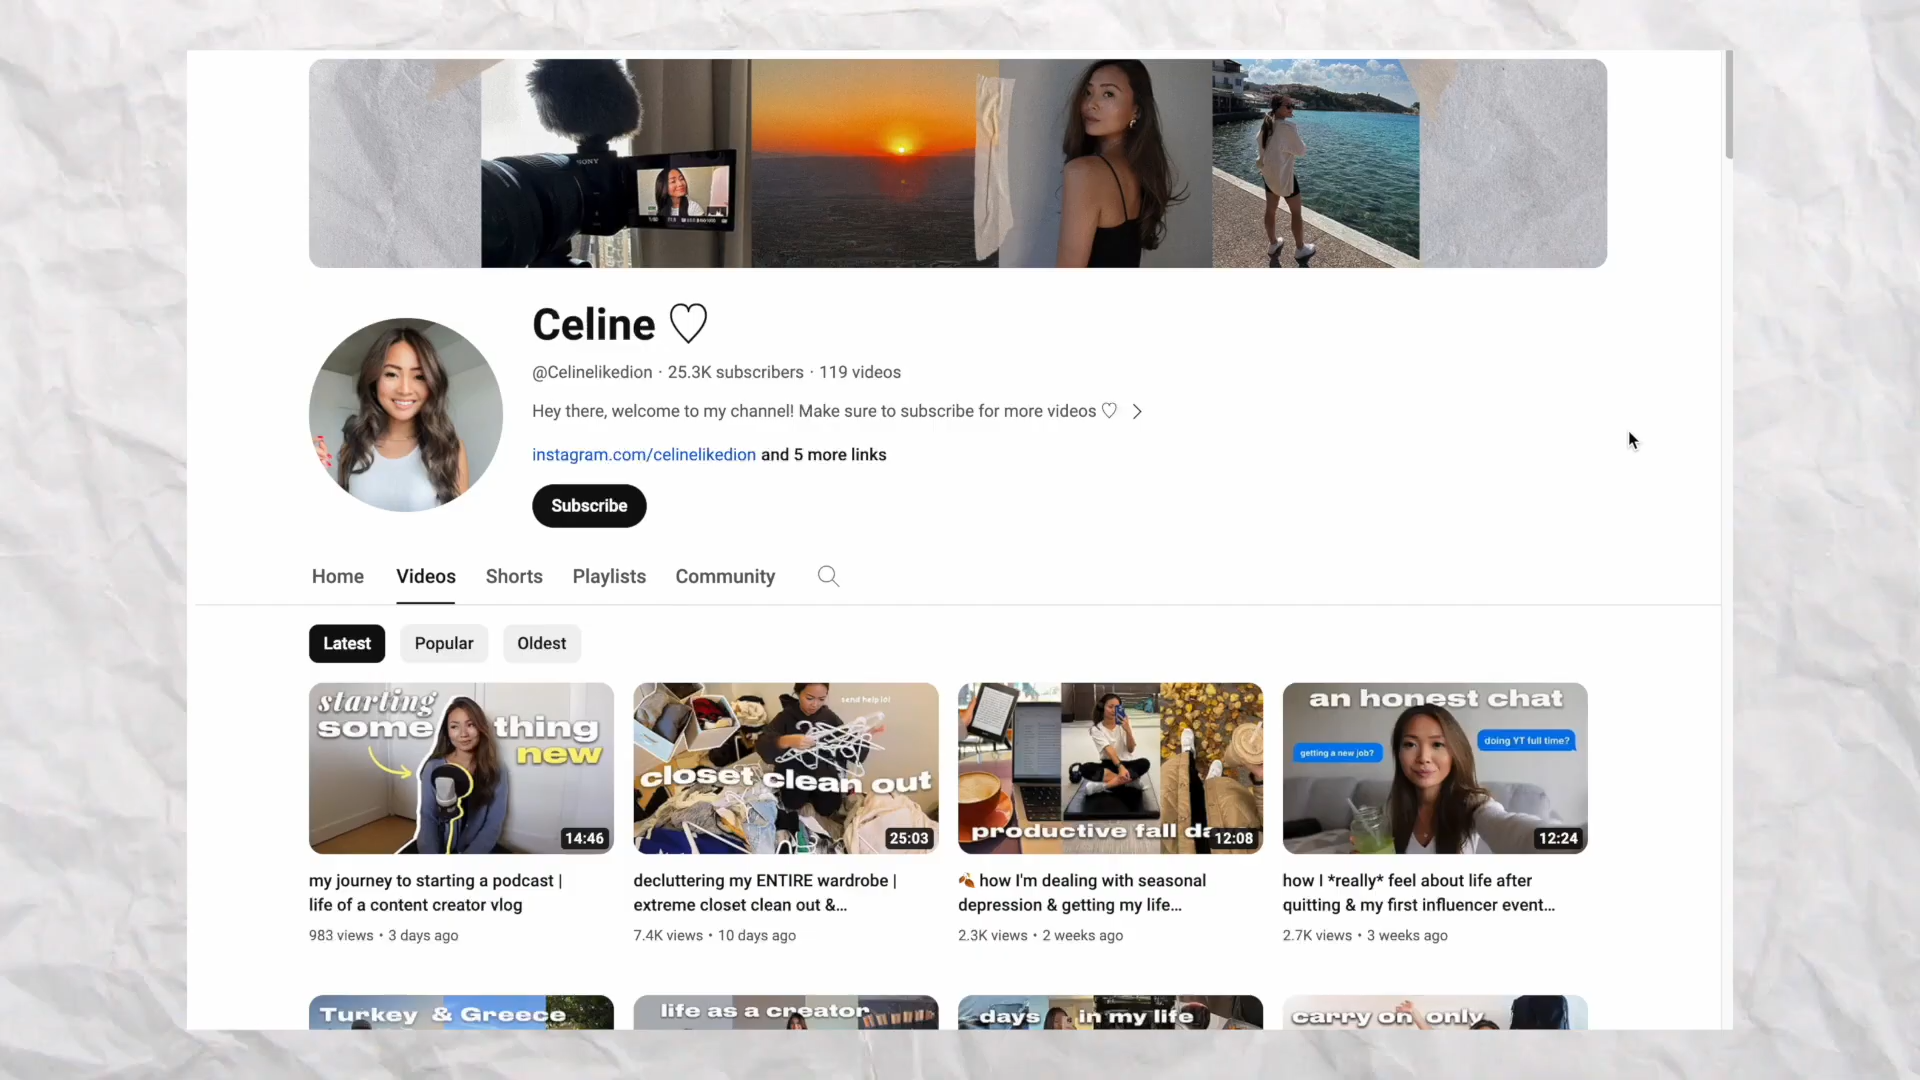 SONY
Celine ♡
@Celinelikedion · 25.3K subscribers · 119 videos
Hey there, welcome to my channel! Make sure to subscribe for more videos ♡ >
instagram.com/celinelikedion and 5 more links
Subscribe
Home Videos Shorts Playlists Community
Latest Popular Oldest
starting
some thing
new
14:46
send help lol
closet clean out
25:03
productive fall da
12:08
an honest chat
getting a new job?
doing YT full time?
12:24
my journey to starting a podcast |
life of a content creator vlog
983 views • 3 days ago
decluttering my ENTIRE wardrobe |
extreme closet clean out &...
7.4K views • 10 days ago
🍂 how I'm dealing with seasonal
depression & getting my life...
2.3K views • 2 weeks ago
how I *really* feel about life after
quitting & my first influencer event...
2.7K views • 3 weeks ago
Turkey & Greece
life as a creator
days in my life
carry on only